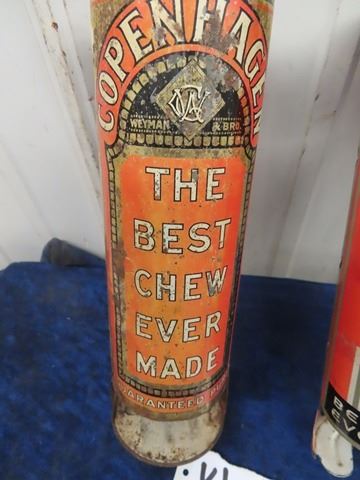 COPENHAGEN
WEYMAN & BRO.
THE
BEST
CHEW
EVER
MADE
GUARANTEED